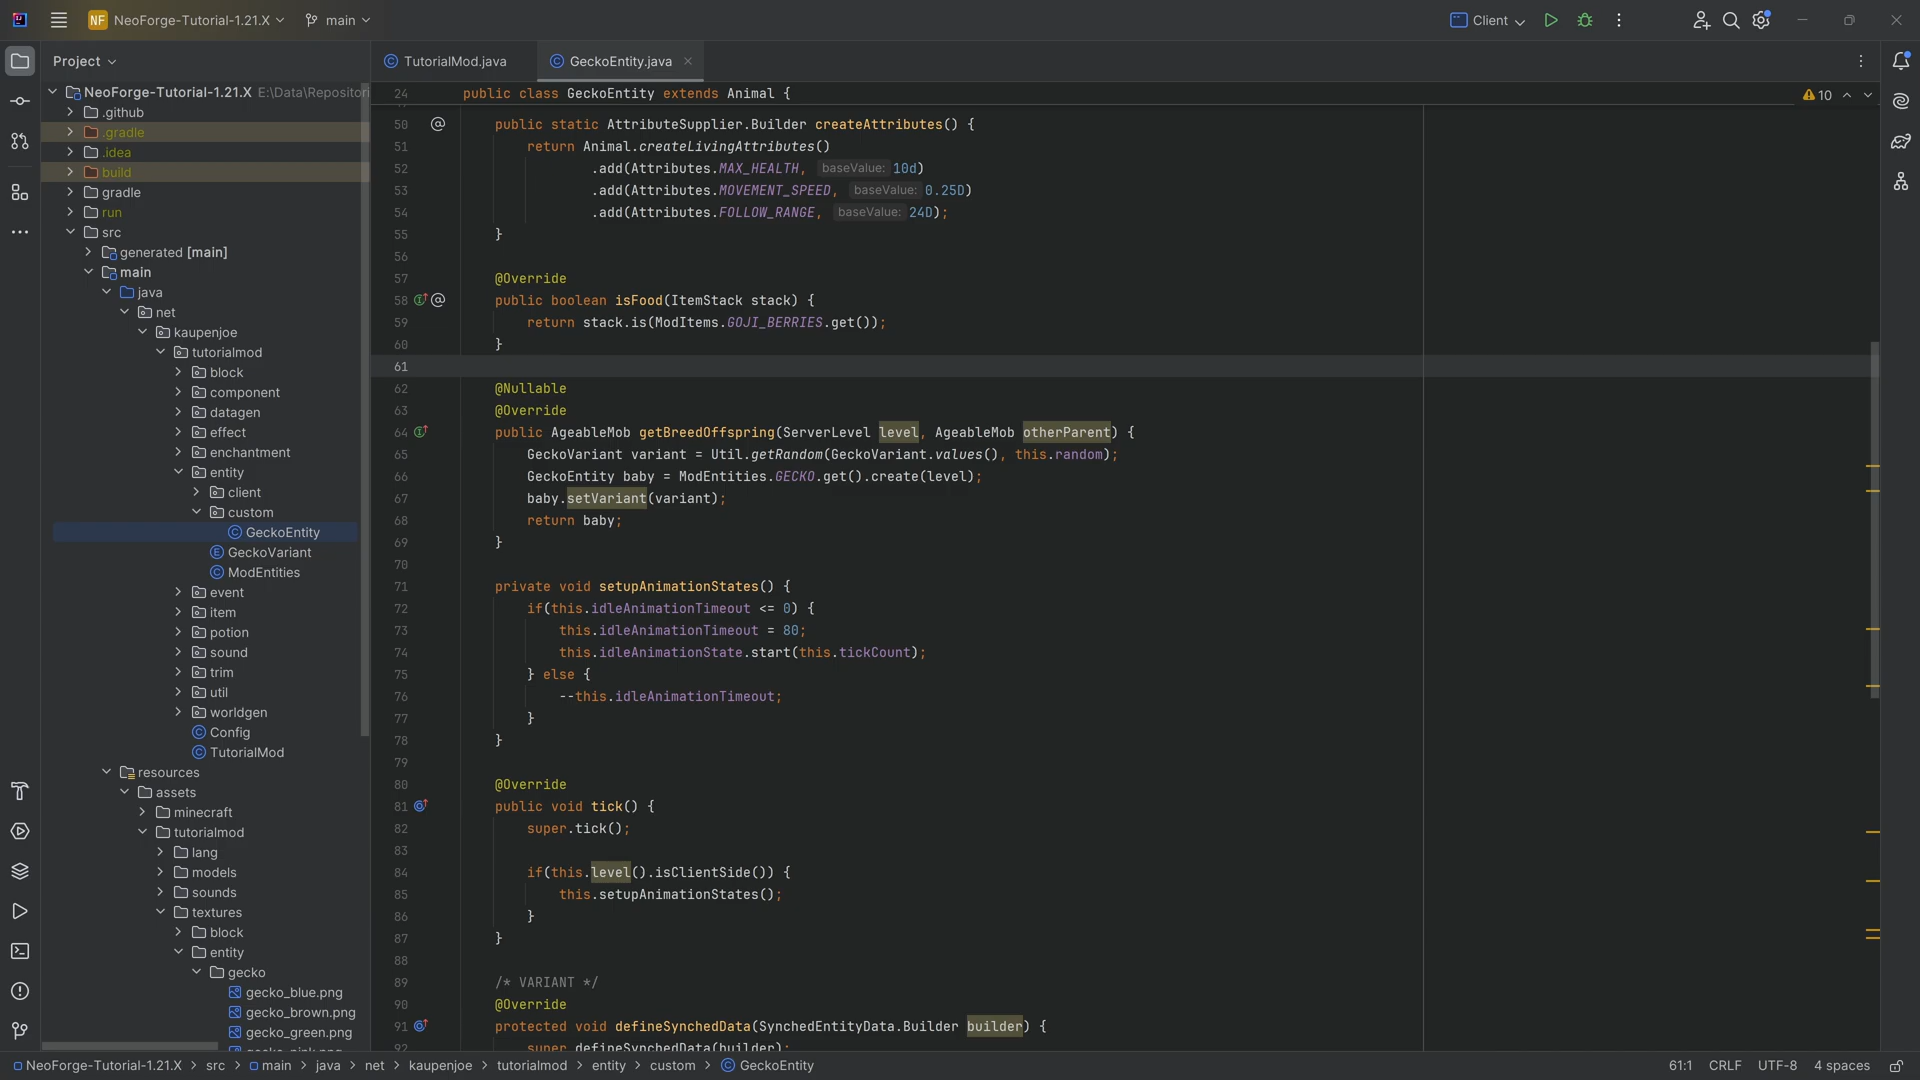 NF NeoForge-Tutorial-1.21.X main Client
Project
TutorialMod.java GeckoEntity.java
NeoForge-Tutorial-1.21.X E:\Data\Repositori
.github
.gradle
.idea
build
gradle
run
src
generated [main]
main
java
net
kaupenjoe
tutorialmod
block
component
datagen
effect
enchantment
entity
client
custom
GeckoEntity
GeckoVariant
ModEntities
event
item
potion
sound
trim
util
worldgen
Config
TutorialMod
resources
assets
minecraft
tutorialmod
lang
models
sounds
textures
block
entity
gecko
gecko_blue.png
gecko_brown.png
gecko_green.png
gecko_pink.png
24 public class GeckoEntity extends Animal { 10
50 public static AttributeSupplier.Builder createAttributes() {
51 return Animal.createLivingAttributes()
52 .add(Attributes.MAX_HEALTH, baseValue: 10d)
53 .add(Attributes.MOVEMENT_SPEED, baseValue: 0.25D)
54 .add(Attributes.FOLLOW_RANGE, baseValue: 24D);
55 }
56
57 @Override
58 public boolean isFood(ItemStack stack) {
59 return stack.is(ModItems.GOJI_BERRIES.get());
60 }
61
62 @Nullable
63 @Override
64 public AgeableMob getBreedOffspring(ServerLevel level, AgeableMob otherParent) {
65 GeckoVariant variant = Util.getRandom(GeckoVariant.values(), this.random);
66 GeckoEntity baby = ModEntities.GECKO.get().create(level);
67 baby.setVariant(variant);
68 return baby;
69 }
70
71 private void setupAnimationStates() {
72 if(this.idleAnimationTimeout <= 0) {
73 this.idleAnimationTimeout = 80;
74 this.idleAnimationState.start(this.tickCount);
75 } else {
76 --this.idleAnimationTimeout;
77 }
78 }
79
80 @Override
81 public void tick() {
82 super.tick();
83
84 if(this.level().isClientSide()) {
85 this.setupAnimationStates();
86 }
87 }
88
89 /* VARIANT */
90 @Override
91 protected void defineSynchedData(SynchedEntityData.Builder builder) {
92 super.defineSynchedData(builder);
NeoForge-Tutorial-1.21.X > src > main > java > net > kaupenjoe > tutorialmod > entity > custom > GeckoEntity 61:1 CRLF UTF-8 4 spaces